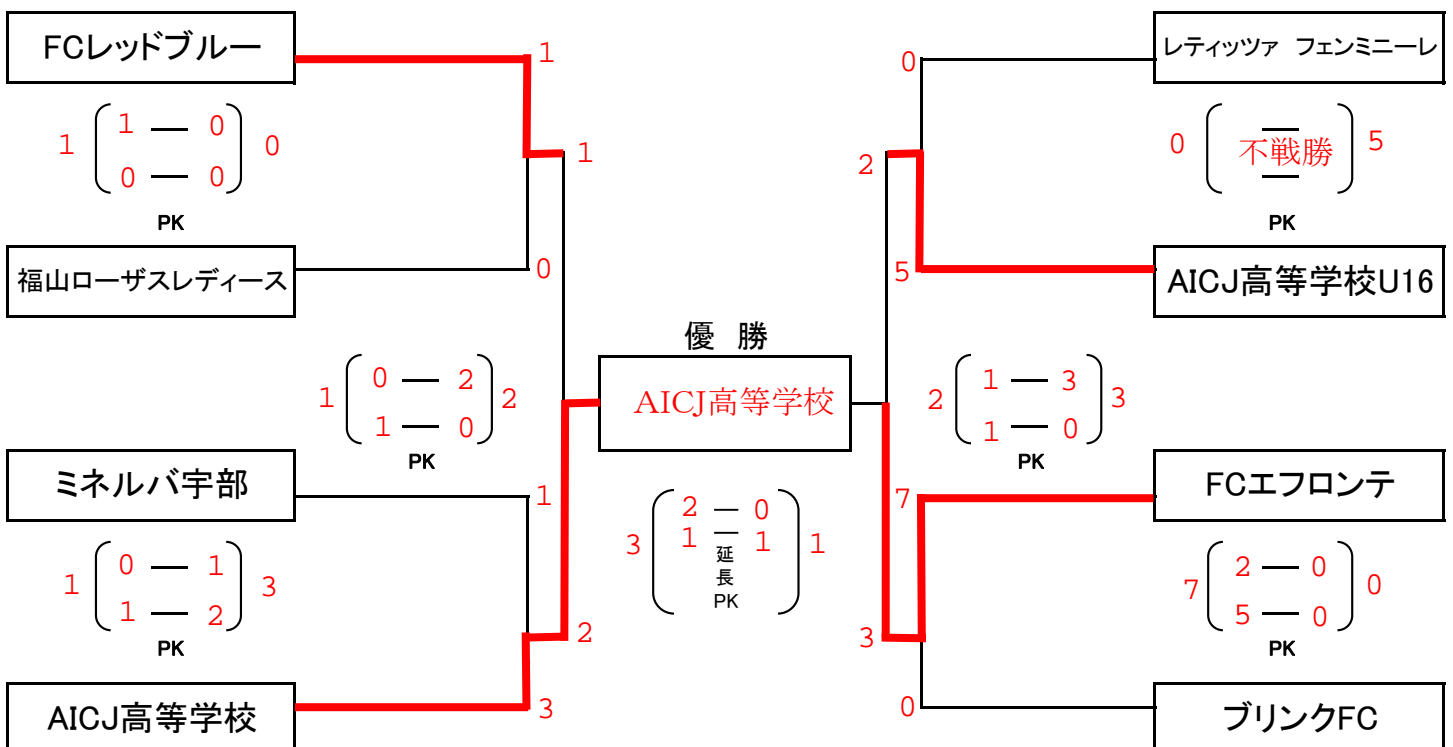 FCレッドブルー
1
0
レティッツァ フェンミニーレ
1 1 ― 0 0
0 ― 0
PK
1
2
0 不戦勝 5
PK
福山ローザスレディース
0
5
AICJ高等学校U16
優 勝
AICJ高等学校
1 0 ― 2 2
1 ― 0
PK
2 1 ― 3 3
1 ― 0
PK
ミネルバ宇部
1
7
FCエフロンテ
3 2 ― 0 1
1 ― 1
延
長
PK
1 0 ― 1 3
1 ― 2
PK
2
3
7 2 ― 0 0
5 ― 0
PK
AICJ高等学校
3
0
ブリンクFC